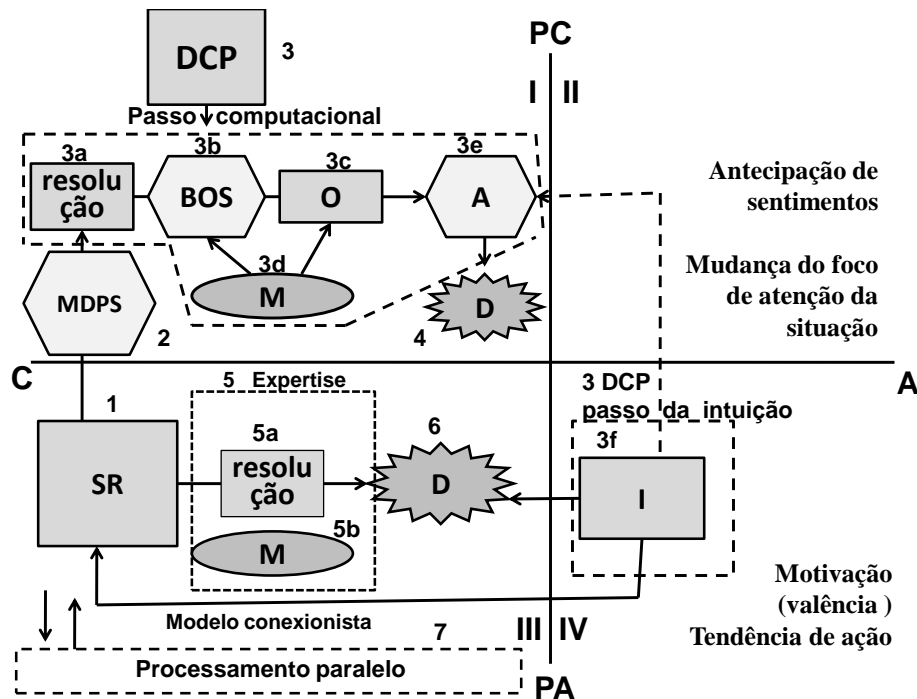 DCP
3
PC
I
II
Passo computacional
3a
3b
3c
3e
resolu
ção
BOS
O
A
Antecipação de
sentimentos
3d
M
MDPS
2
4
D
Mudança do foco
de atenção da
situação
C
A
1
5 Expertise
3 DCP
passo da intuição
5a
6
3f
SR
resolu
ção
D
I
5b
M
Motivação
(valência )
Tendência de ação
Modelo conexionista
7
III
IV
Processamento paralelo
PA